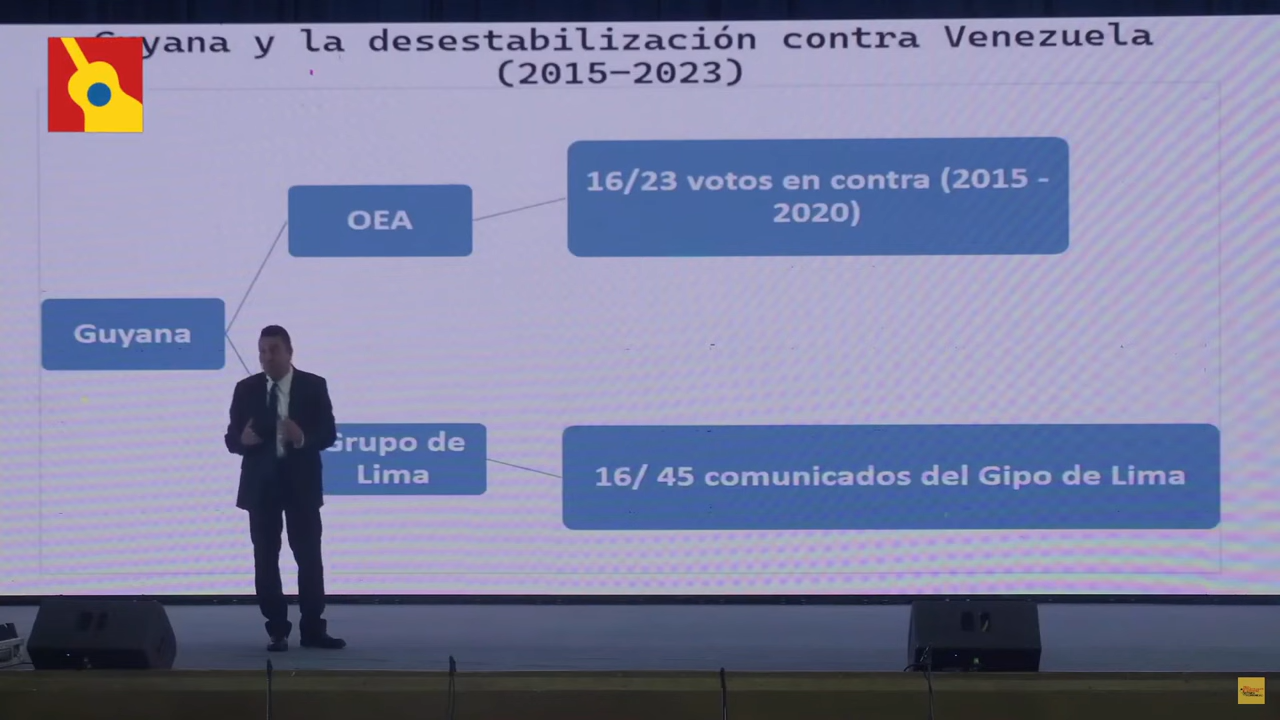 Guyana y la desestabilización contra Venezuela
(2015–2023)
16/23 votos en contra (2015 -
2020)
OEA
Guyana
Grupo de
Lima
16/ 45 comunicados del Gipo de Lima